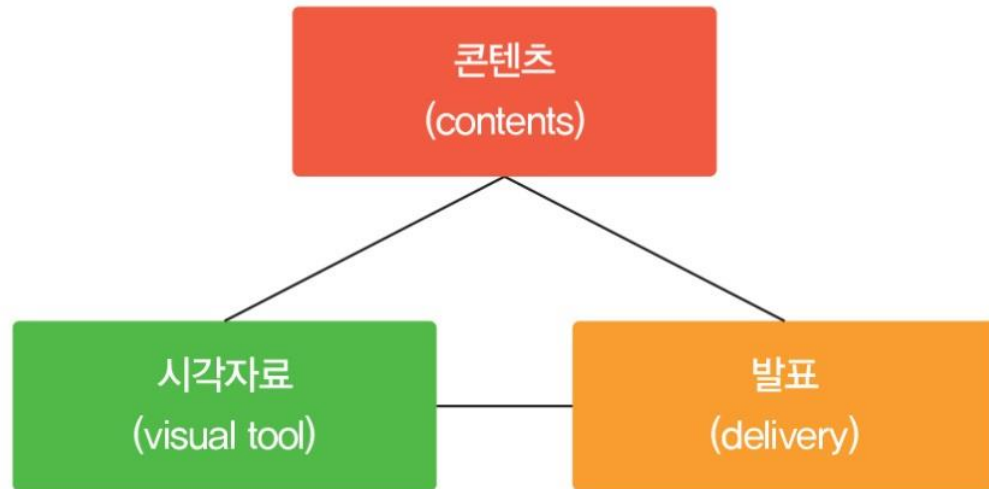 콘텐츠
(contents)
시각자료
(visual tool)
발표
(delivery)